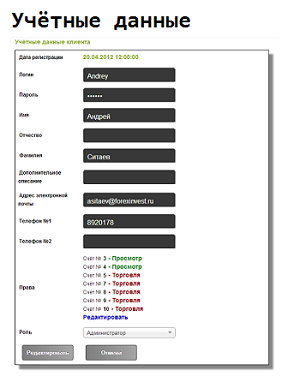 Учётные данные
Учетные данные клиента
Дата регистрации 20.04.2012 12:00:00
Логин Andrey
Пароль ••••••
Имя Андрей
Отчество
Фамилия Ситаев
Дополнительное
описание
Адрес электронной
почты asitaev@forexinvest.ru
Телефон №1 8920178
Телефон №2
Счёт № 3 - Просмотр
Счёт № 4 - Просмотр
Счёт № 5 - Торговля
Счёт № 7 - Торговля
Права Счёт № 8 - Торговля
Счёт № 9 - Торговля
Счёт № 10 - Торговля
Редактировать
Роль Администратор
Редактировать Отмена